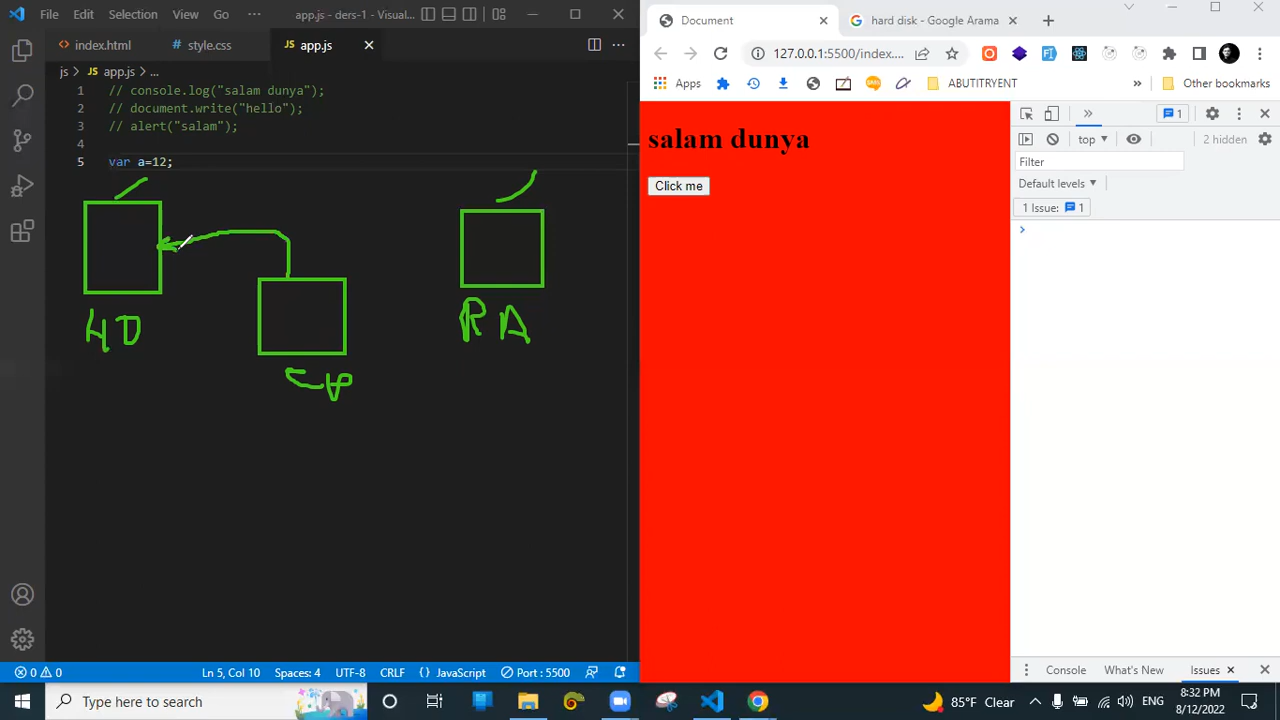 File Edit Selection View Go ··· app.js - ders-1 - Visual...
index.html style.css app.js
js > app.js > ...
1 // console.log("salam dunya");
2 // document.write("hello");
3 // alert("salam");
4
5 var a=12;
HD
RA
0 0
Ln 5, Col 10 Spaces: 4 UTF-8 CRLF {} JavaScript Port : 5500
Document
hard disk - Google Arama
127.0.0.1:5500/index....
Apps
ABUTITRYENT
»
Other bookmarks
salam dunya
Click me
» 1
top 2 hidden
Filter
Default levels
1 Issue: 1
>
Console What's New Issues
Type here to search
85°F Clear
ENG
8:32 PM
8/12/2022